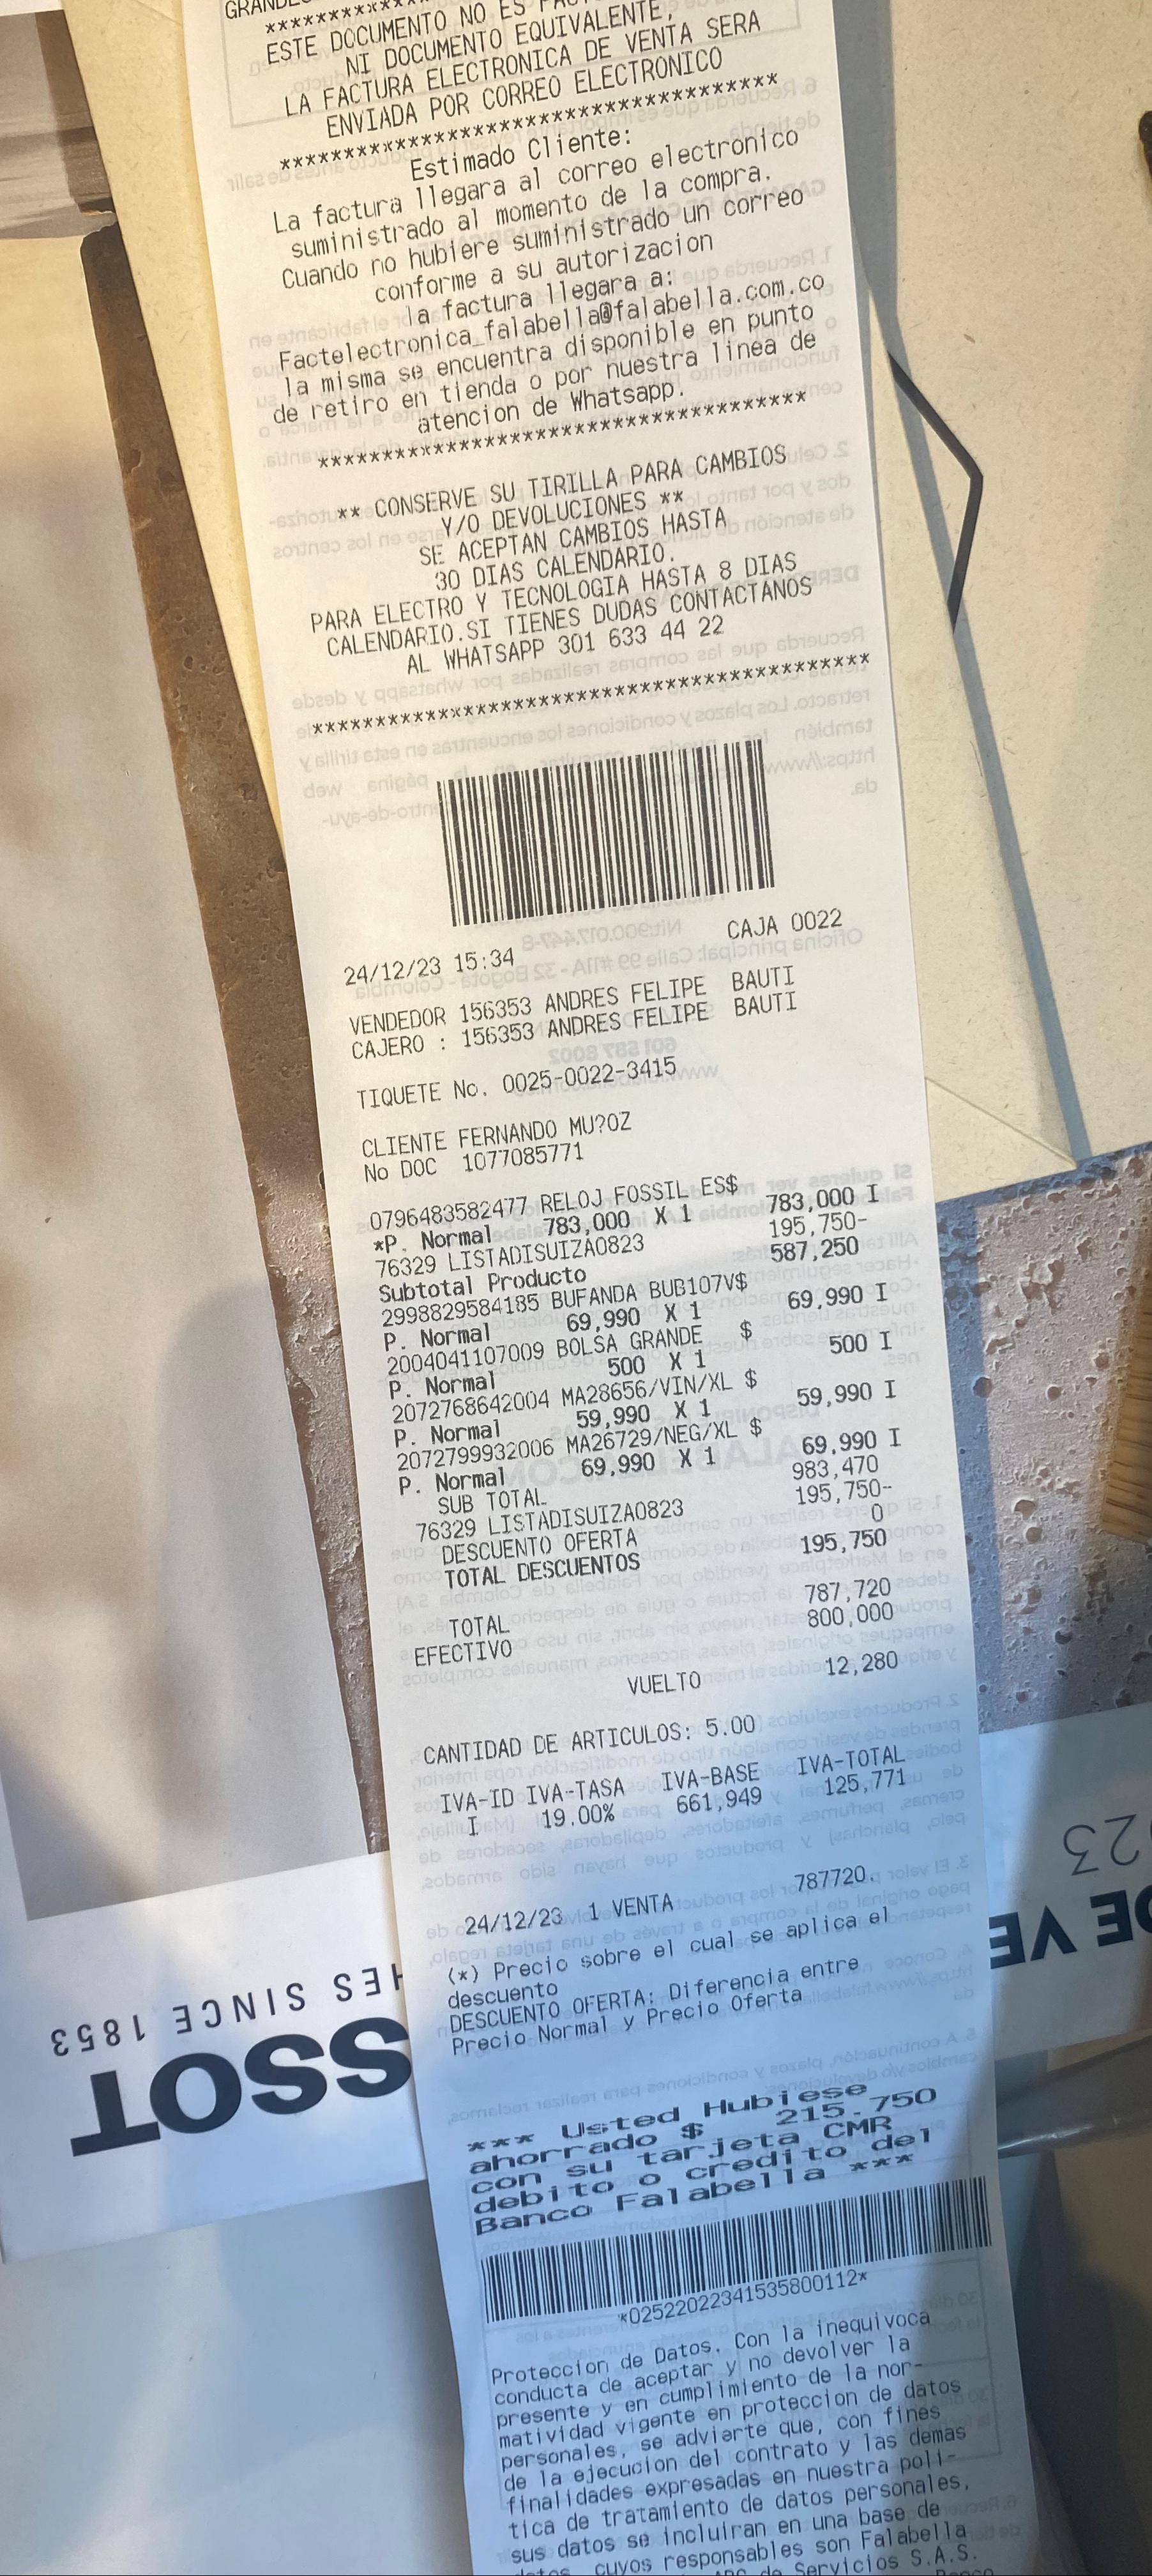 ESTE DOCUMENTO NO ES
NI DOCUMENTO EQUIVALENTE,
LA FACTURA ELECTRONICA DE VENTA SERA
ENVIADA POR CORREO ELECTRONICO
***********************************
Estimado Cliente:
La factura llegara al correo electronico
suministrado al momento de la compra.
Cuando no hubiere suministrado un correo
conforme a su autorizacion
la factura llegara a:
Factelectronica_falabella@falabella.com.co
la misma se encuentra disponible en punto
de retiro en tienda o por nuestra linea de
atencion de Whatsapp.
***********************************
** CONSERVE SU TIRILLA PARA CAMBIOS
Y/O DEVOLUCIONES **
SE ACEPTAN CAMBIOS HASTA
30 DIAS CALENDARIO.
PARA ELECTRO Y TECNOLOGIA HASTA 8 DIAS
CALENDARIO.SI TIENES DUDAS CONTACTANOS
AL WHATSAPP 301 633 44 22
****************************************
24/12/23 15:34 CAJA 0022
VENDEDOR 156353 ANDRES FELIPE BAUTI
CAJERO : 156353 ANDRES FELIPE BAUTI
TIQUETE No. 0025-0022-3415
CLIENTE FERNANDO MU?OZ
No DOC 1077085771
0796483582477 RELOJ FOSSIL ES$
*P. Normal 783,000 X 1 783,000 I
76329 LISTADISUIZA0823 195,750-
Subtotal Producto 587,250
2998829584185 BUFANDA BUB107V$
P. Normal 69,990 X 1 69,990 I
2004041107009 BOLSA GRANDE $
P. Normal 500 X 1 500 I
2072768642004 MA28656/VIN/XL $
P. Normal 59,990 X 1 59,990 I
2072799932006 MA26729/NEG/XL $
P. Normal 69,990 X 1 69,990 I
SUB TOTAL 983,470
76329 LISTADISUIZA0823 195,750-
DESCUENTO OFERTA 0
TOTAL DESCUENTOS 195,750
TOTAL 787,720
EFECTIVO 800,000
VUELTO 12,280
CANTIDAD DE ARTICULOS: 5.00
IVA-ID IVA-TASA IVA-BASE IVA-TOTAL
I 19.00% 661,949 125,771
24/12/23 1 VENTA 787720.
(*) Precio sobre el cual se aplica el
descuento
DESCUENTO OFERTA: Diferencia entre
Precio Normal y Precio Oferta
*** Usted Hubiese
ahorrado $ 215.750
con su tarjeta CMR
debito o credito del
Banco Falabella ***
*02522022341535800112*
Proteccion de Datos. Con la inequivoca
conducta de aceptar y no devolver la
presente y en cumplimiento de la nor-
matividad vigente en proteccion de datos
personales, se advierte que, con fines
de la ejecucion del contrato y las demas
finalidades expresadas en nuestra poli-
tica de tratamiento de datos personales,
sus datos se incluiran en una base de
cuyos responsables son Falabella
de Servicios S.A.S.
HES SINCE 1853
SSOT
DE VE
023